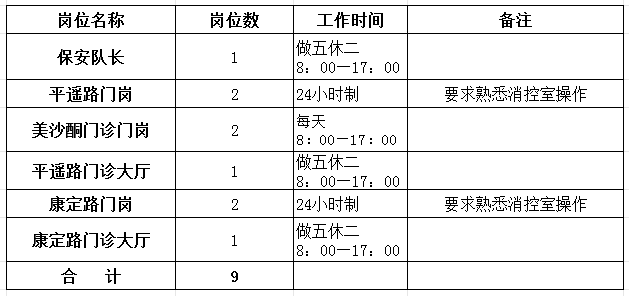 岗位名称 岗位数 工作时间 备注
保安队长 1 做五休二
8：00—17：00
平遥路门岗 2 24小时制 要求熟悉消控室操作
美沙酮门诊门岗 2 每天
8：00—17：00
平遥路门诊大厅 1 做五休二
8：00—17：00
康定路门岗 2 24小时制 要求熟悉消控室操作
康定路门诊大厅 1 做五休二
8：00—17：00
合 计 9